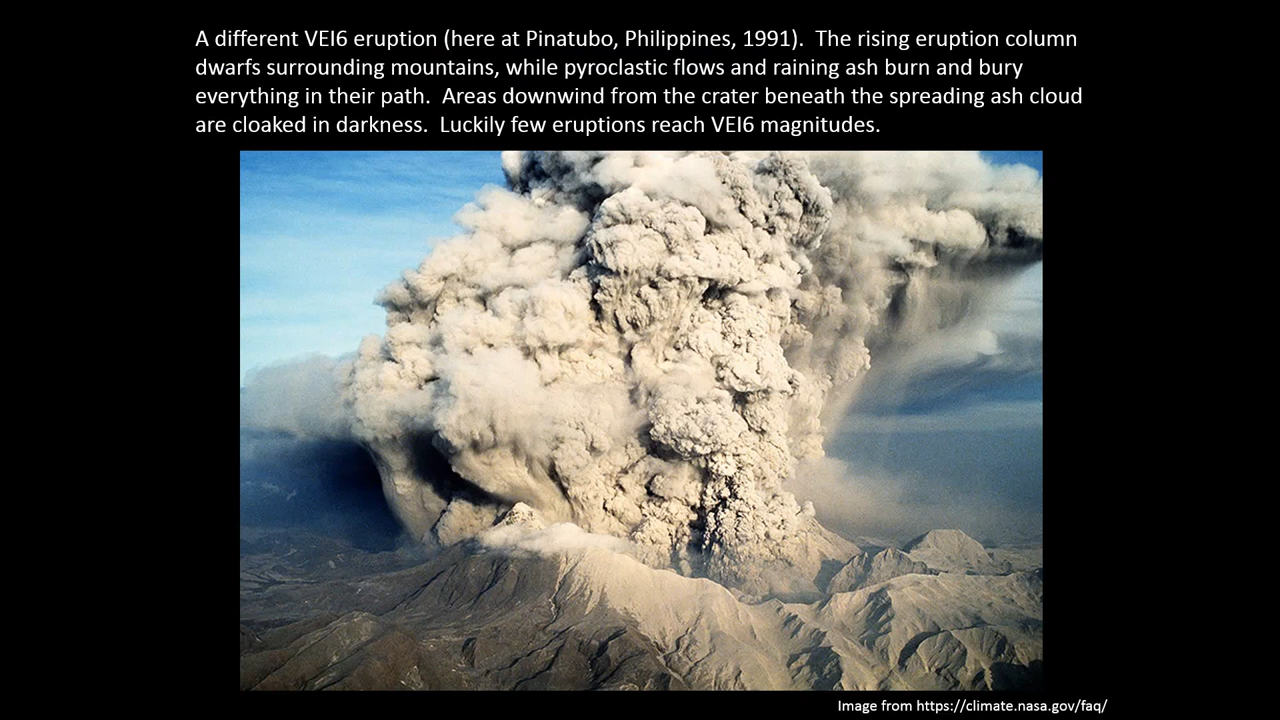 A different VEI6 eruption (here at Pinatubo, Philippines, 1991).  The rising eruption column
dwarfs surrounding mountains, while pyroclastic flows and raining ash burn and bury
everything in their path.  Areas downwind from the crater beneath the spreading ash cloud
are cloaked in darkness.  Luckily few eruptions reach VEI6 magnitudes.
Image from https://climate.nasa.gov/faq/